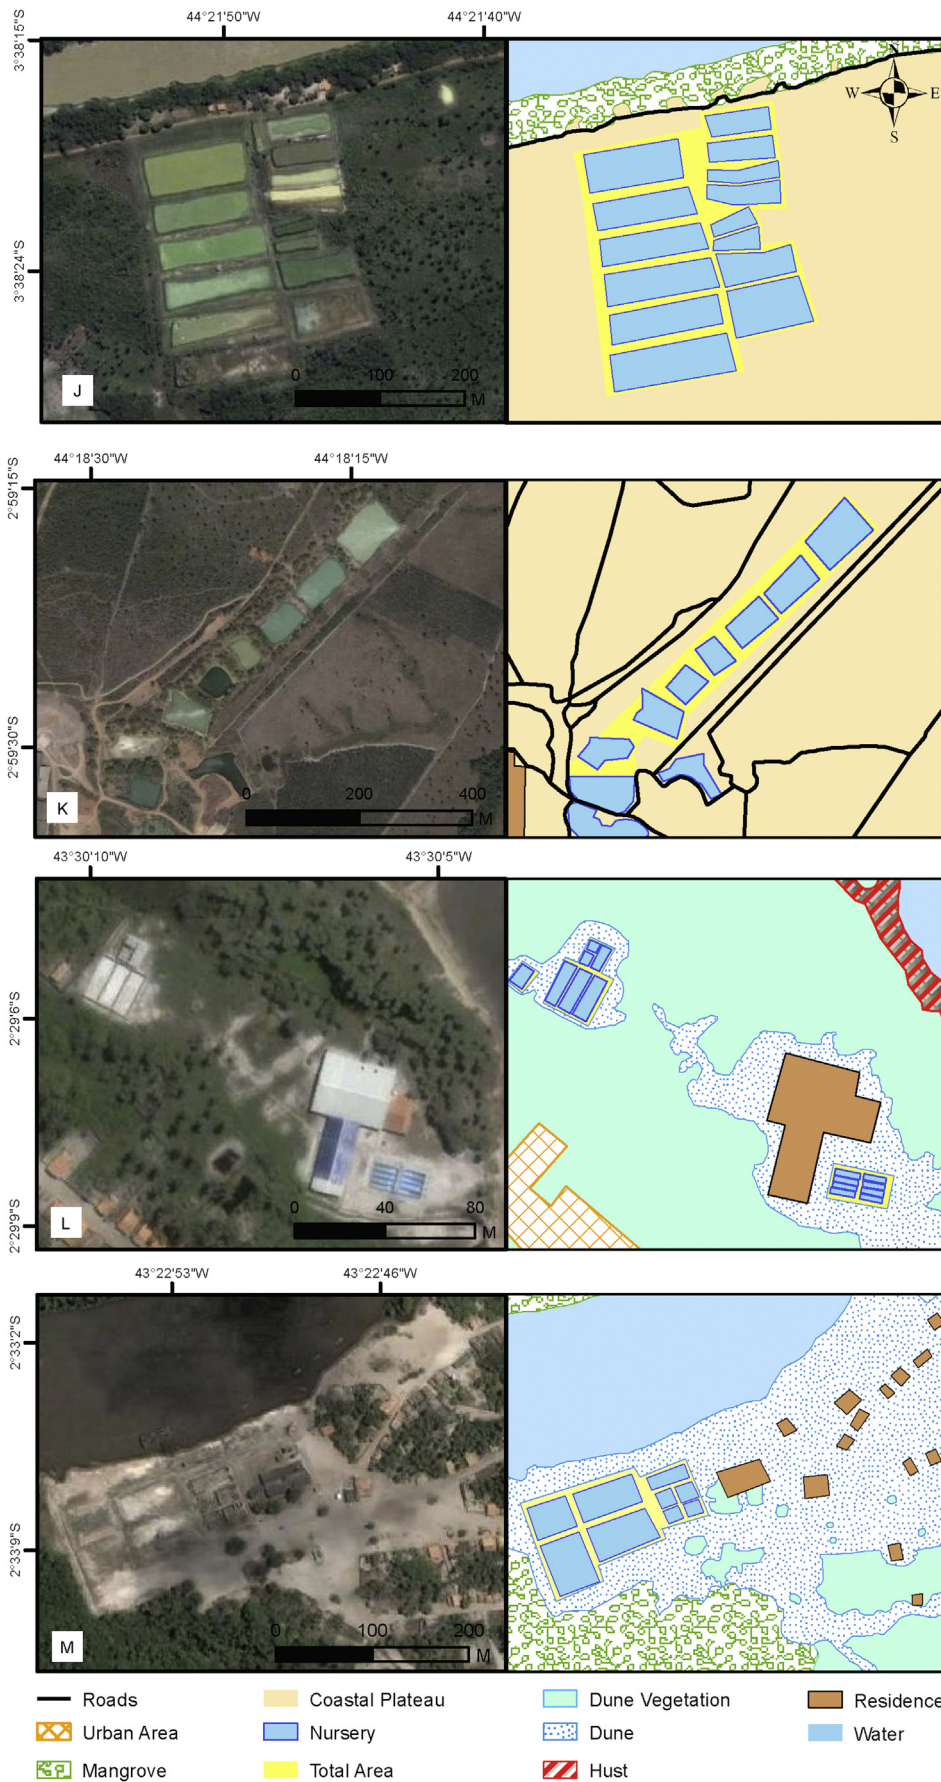 44°21'50"W 44°21'40"W
3°38'15"S
3°38'24"S
N
W E
S
J
0 100 200
M
44°18'30"W 44°18'15"W
2°59'15"S
2°59'30"S
K
0 200 400
M
43°30'10"W 43°30'5"W
2°29'6"S
2°29'9"S
L
0 40 80
M
43°22'53"W 43°22'46"W
2°33'2"S
2°33'9"S
M
0 100 200
M
Roads Coastal Plateau Dune Vegetation Residence
Urban Area Nursery Dune Water
Mangrove Total Area Hust